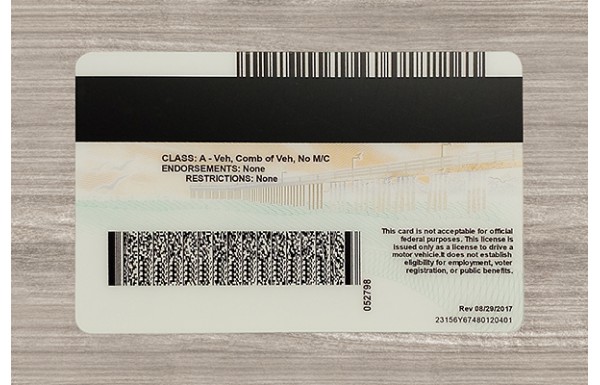 CLASS: A - Veh, Comb of Veh, No M/C
ENDORSEMENTS: None
RESTRICTIONS: None
This card is not acceptable for official
federal purposes. This license is
issued only as a license to drive a
motor vehicle.It does not establish
eligibility for employment, voter
registration, or public benefits.
052798
Rev 08/29/2017
23156Y67480120401